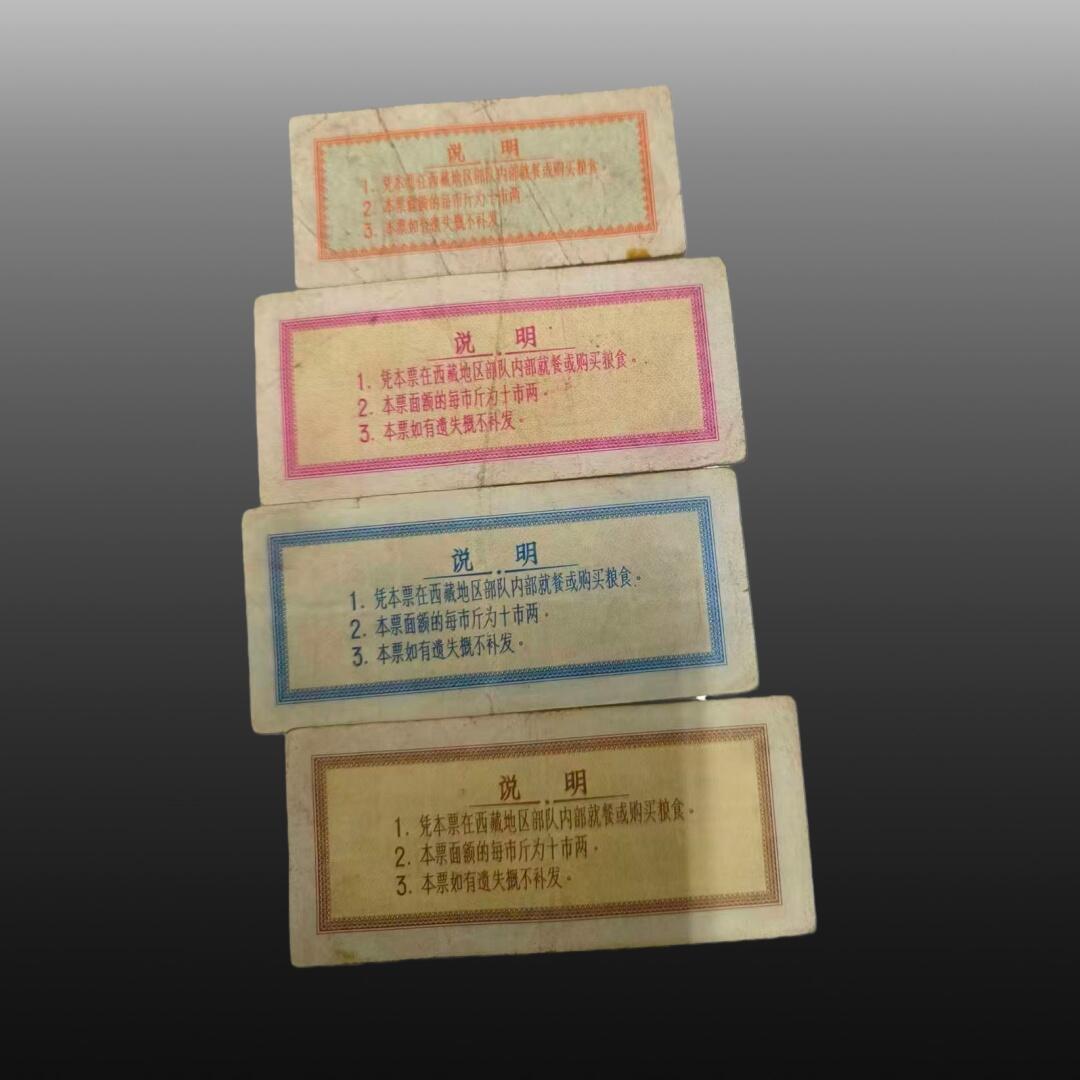 说 明
1. 凭本票在西藏地区部队内部就餐或购买粮食。
2. 本票面额的每市斤为十市两
3. 本票如有遗失概不补发
说 明
1. 凭本票在西藏地区部队内部就餐或购买粮食。
2. 本票面额的每市斤为十市两。
3. 本票如有遗失概不补发。
说 明
1. 凭本票在西藏地区部队内部就餐或购买粮食。
2. 本票面额的每市斤为十市两。
3. 本票如有遗失概不补发。
说 明
1. 凭本票在西藏地区部队内部就餐或购买粮食。
2. 本票面额的每市斤为十市两。
3. 本票如有遗失概不补发。